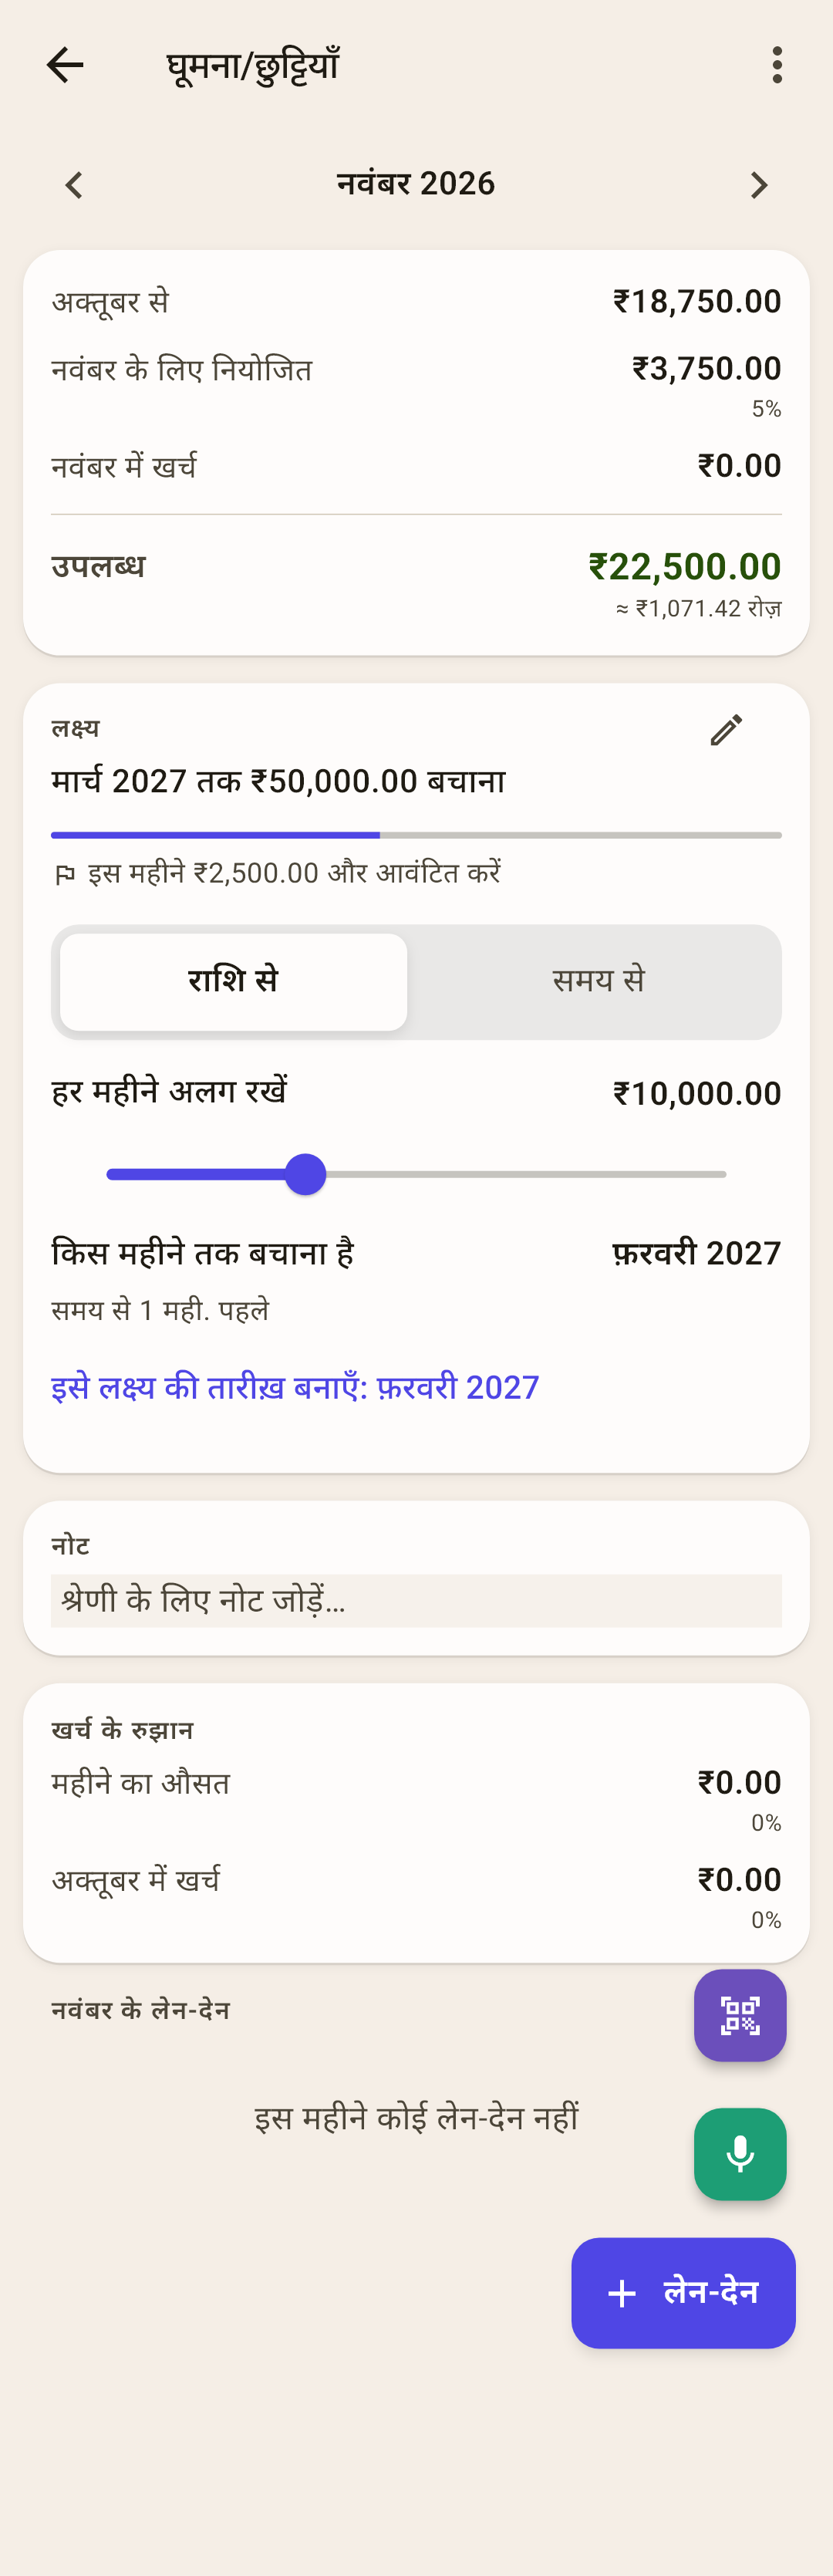 घूमना/छुट्टियाँ
नवंबर 2026
अक्तूबर से ₹18,750.00
नवंबर के लिए नियोजित ₹3,750.00
5%
नवंबर में खर्च ₹0.00
उपलब्ध ₹22,500.00
≈ ₹1,071.42 रोज़
लक्ष्य
मार्च 2027 तक ₹50,000.00 बचाना
इस महीने ₹2,500.00 और आवंटित करें
राशि से समय से
हर महीने अलग रखें ₹10,000.00
किस महीने तक बचाना है फ़रवरी 2027
समय से 1 मही. पहले
इसे लक्ष्य की तारीख़ बनाएँ: फ़रवरी 2027
नोट
श्रेणी के लिए नोट जोड़ें…
खर्च के रुझान
महीने का औसत ₹0.00
0%
अक्तूबर में खर्च ₹0.00
0%
नवंबर के लेन-देन
इस महीने कोई लेन-देन नहीं
+ लेन-देन